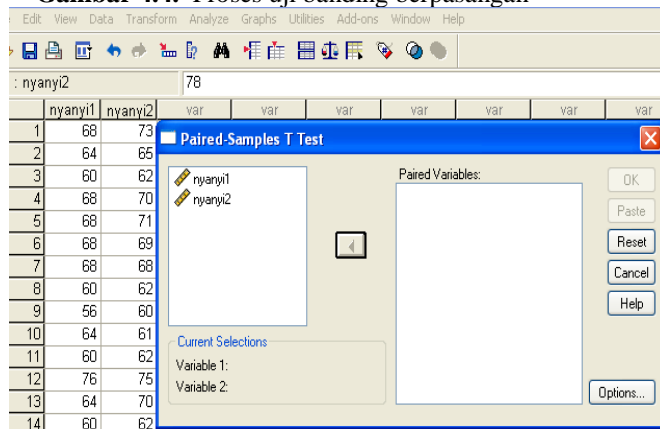 Gambar 4.4. Proses uji banding berpasangan
Edit View Data Transform Analyze Graphs Utilities Add-ons Window Help
: nyanyi2 78
nyanyi1 nyanyi2 var var var var var var var
1 68 73
2 64 65
3 60 62
4 68 70
5 68 71
6 68 69
7 68 68
8 60 62
9 56 60
10 64 61
11 60 62
12 76 75
13 64 70
14 60 62
Paired-Samples T Test
nyanyi1
nyanyi2
Paired Variables:
OK
Paste
Reset
Cancel
Help
Current Selections
Variable 1:
Variable 2:
Options...